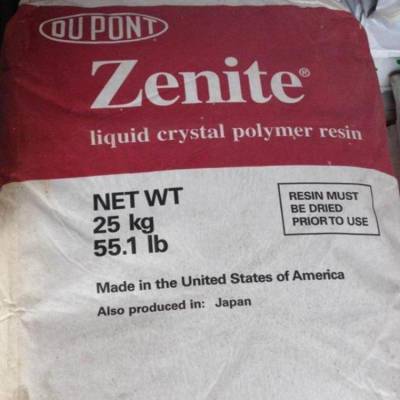 DU PONT
Zenite®
liquid crystal polymer resin
NET WT
25 kg
55.1 lb
RESIN MUST
BE DRIED
PRIOR TO USE
Made in the United States of America
Also produced in: Japan